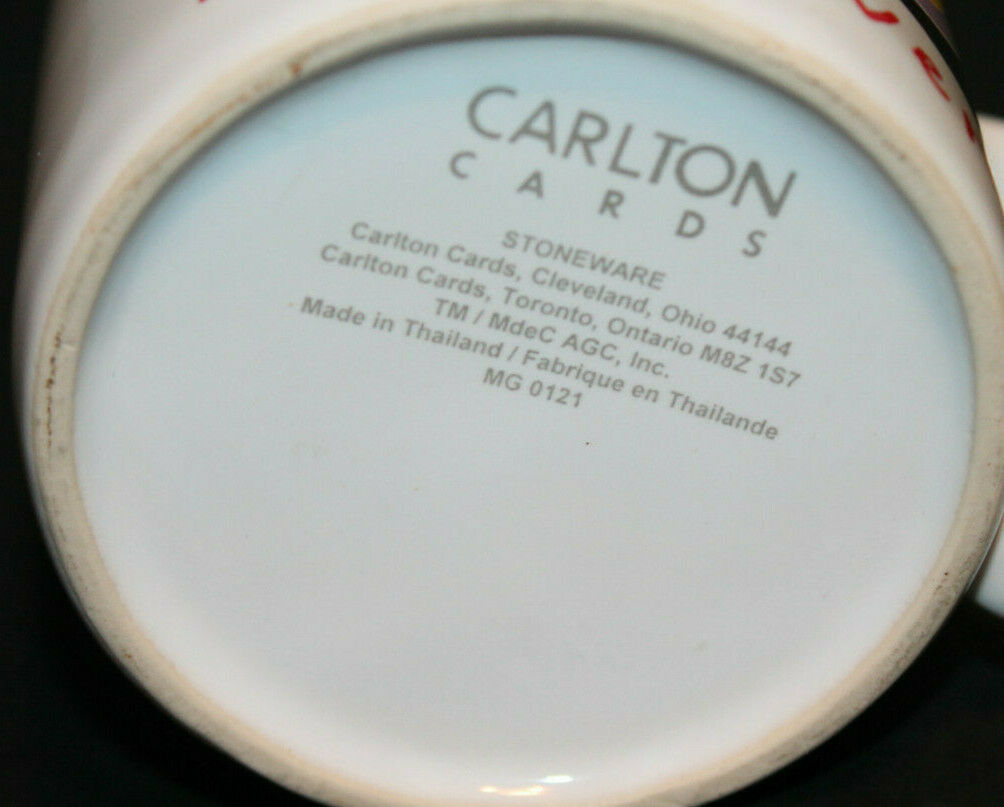 CARLTON
CARDS
STONEWARE
Carlton Cards, Cleveland, Ohio 44144
Carlton Cards, Toronto, Ontario M8Z 1S7
TM / MdeC AGC, Inc.
Made in Thailand / Fabrique en Thailande
MG 0121